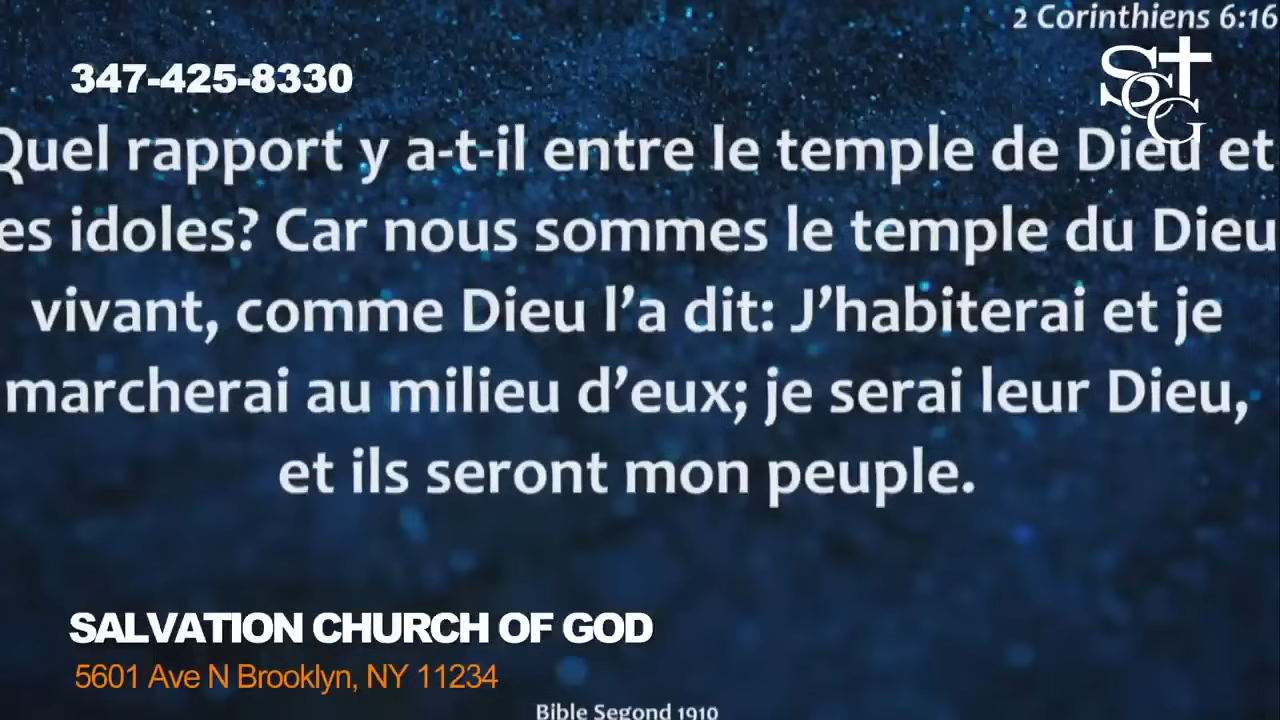 2 Corinthiens 6:16
347-425-8330
SCG
Quel rapport y a-t-il entre le temple de Dieu et
es idoles? Car nous sommes le temple du Dieu
vivant, comme Dieu l’a dit: J’habiterai et je
marcherai au milieu d’eux; je serai leur Dieu,
et ils seront mon peuple.
SALVATION CHURCH OF GOD
5601 Ave N Brooklyn, NY 11234
Bible Segond 1910